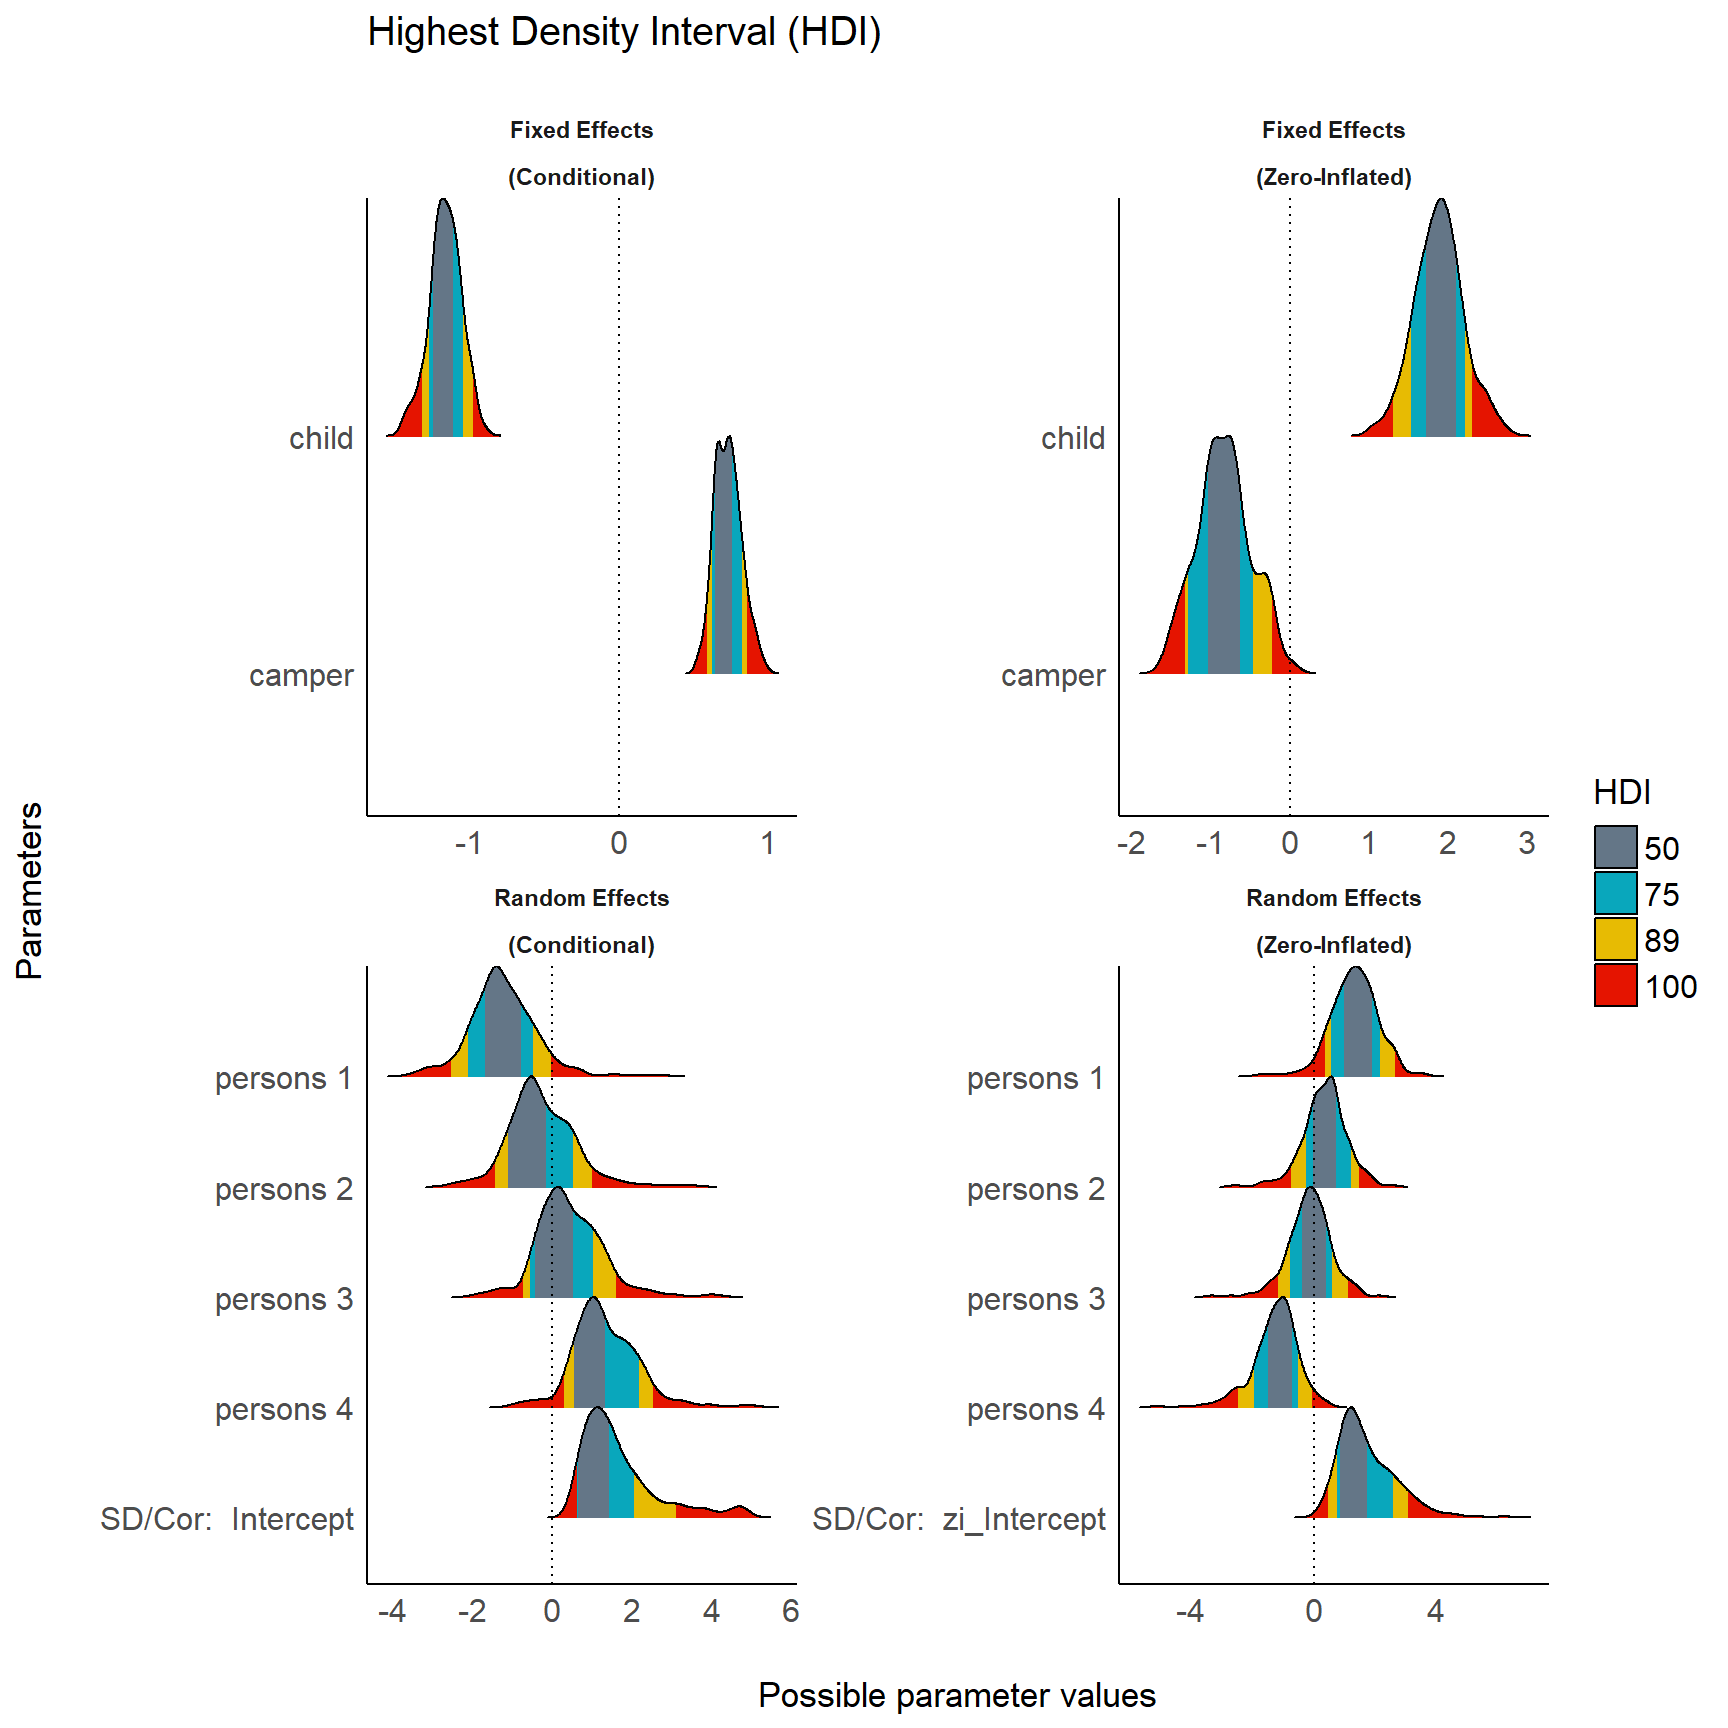 Highest Density Interval (HDI)
Fixed Effects
(Conditional)
child
camper
-1 0 1
Fixed Effects
(Zero-Inflated)
child
camper
-2 -1 0 1 2 3
Random Effects
(Conditional)
persons 1
persons 2
persons 3
persons 4
SD/Cor: Intercept
-4 -2 0 2 4 6
Random Effects
(Zero-Inflated)
persons 1
persons 2
persons 3
persons 4
SD/Cor: zi_Intercept
-4 0 4
Parameters
Possible parameter values
HDI
50
75
89
100